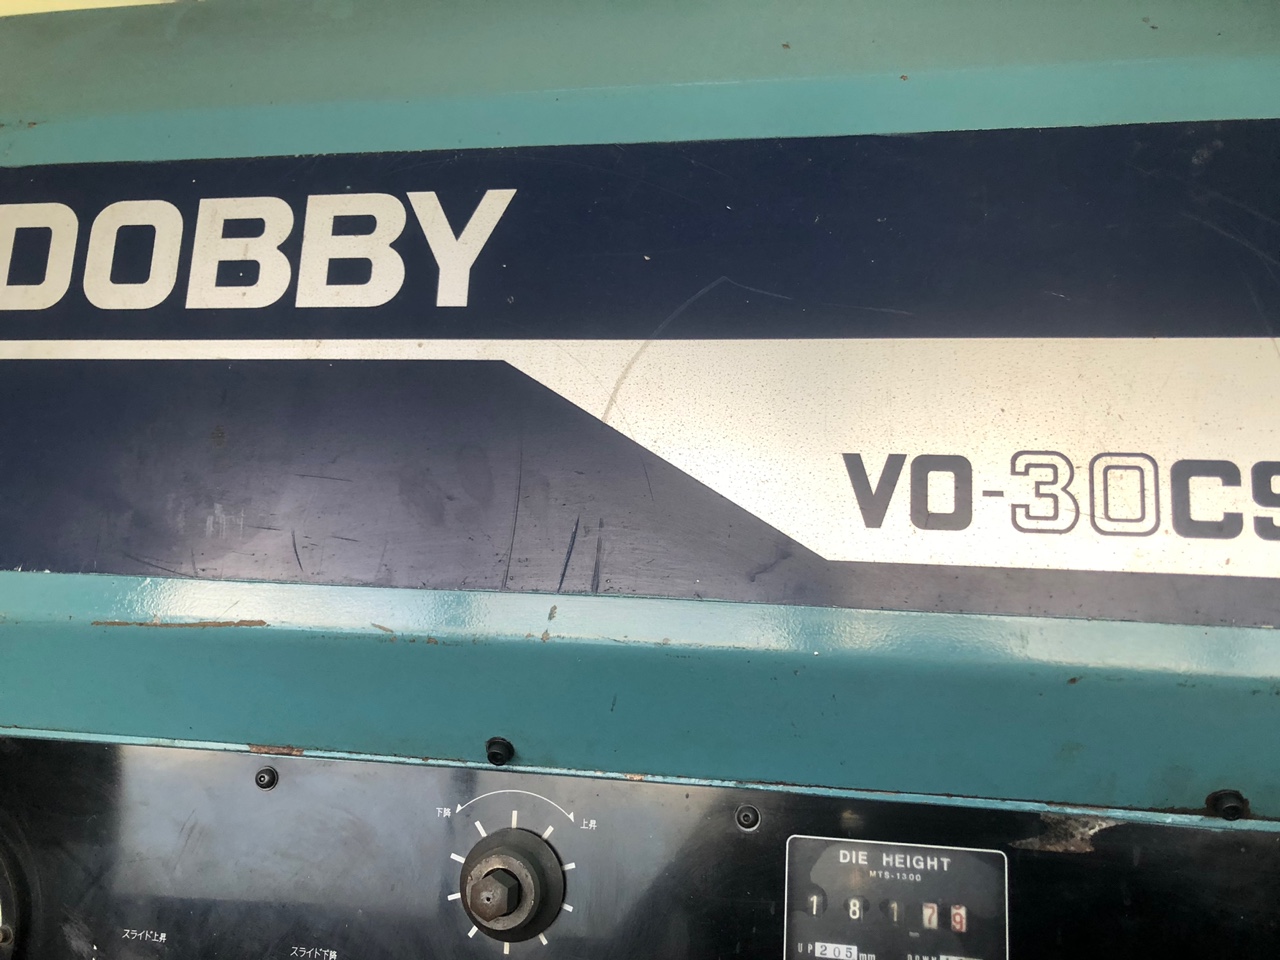 DOBBY
VO-30CS
下降
上昇
DIE HEIGHT
MTS-1300
1 8 1 7 9
UP 205 mm
スライド上昇
スライド下降